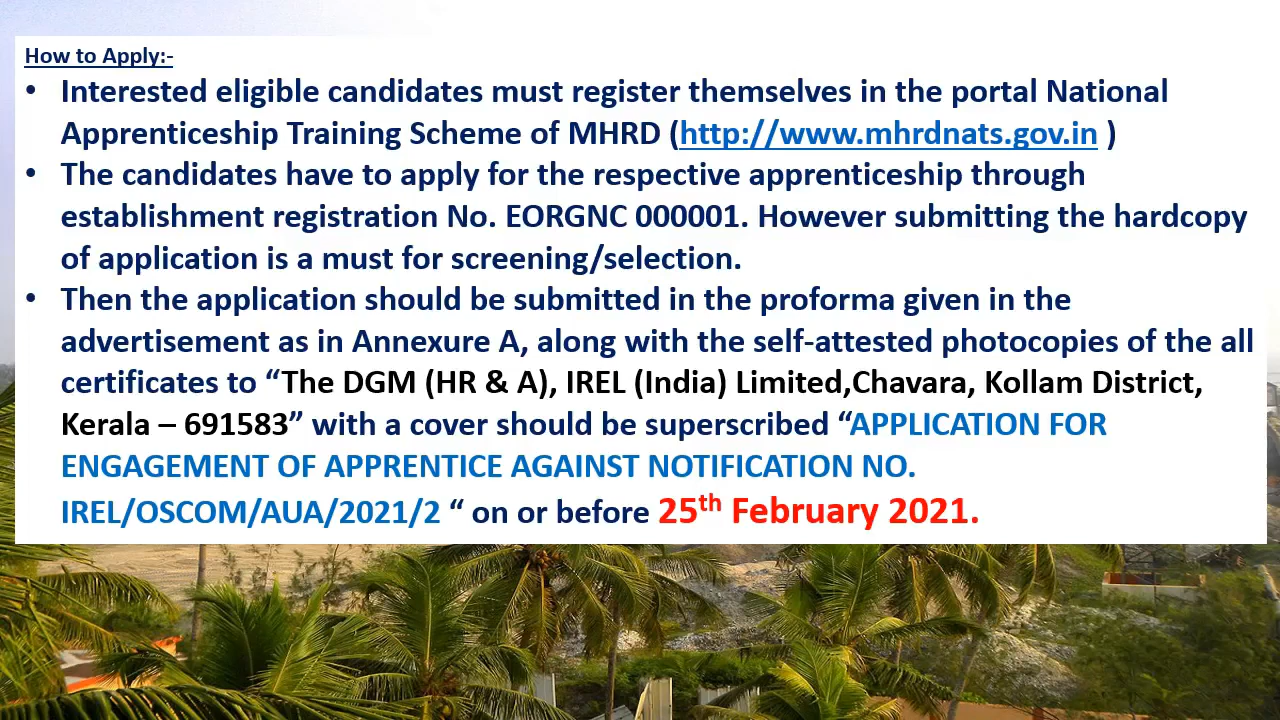 How to Apply:-
• Interested eligible candidates must register themselves in the portal National
Apprenticeship Training Scheme of MHRD (http://www.mhrdnats.gov.in )
• The candidates have to apply for the respective apprenticeship through
establishment registration No. EORGNC 000001. However submitting the hardcopy
of application is a must for screening/selection.
• Then the application should be submitted in the proforma given in the
advertisement as in Annexure A, along with the self-attested photocopies of the all
certificates to “The DGM (HR & A), IREL (India) Limited,Chavara, Kollam District,
Kerala – 691583” with a cover should be superscribed “APPLICATION FOR
ENGAGEMENT OF APPRENTICE AGAINST NOTIFICATION NO.
IREL/OSCOM/AUA/2021/2 “ on or before 25th February 2021.